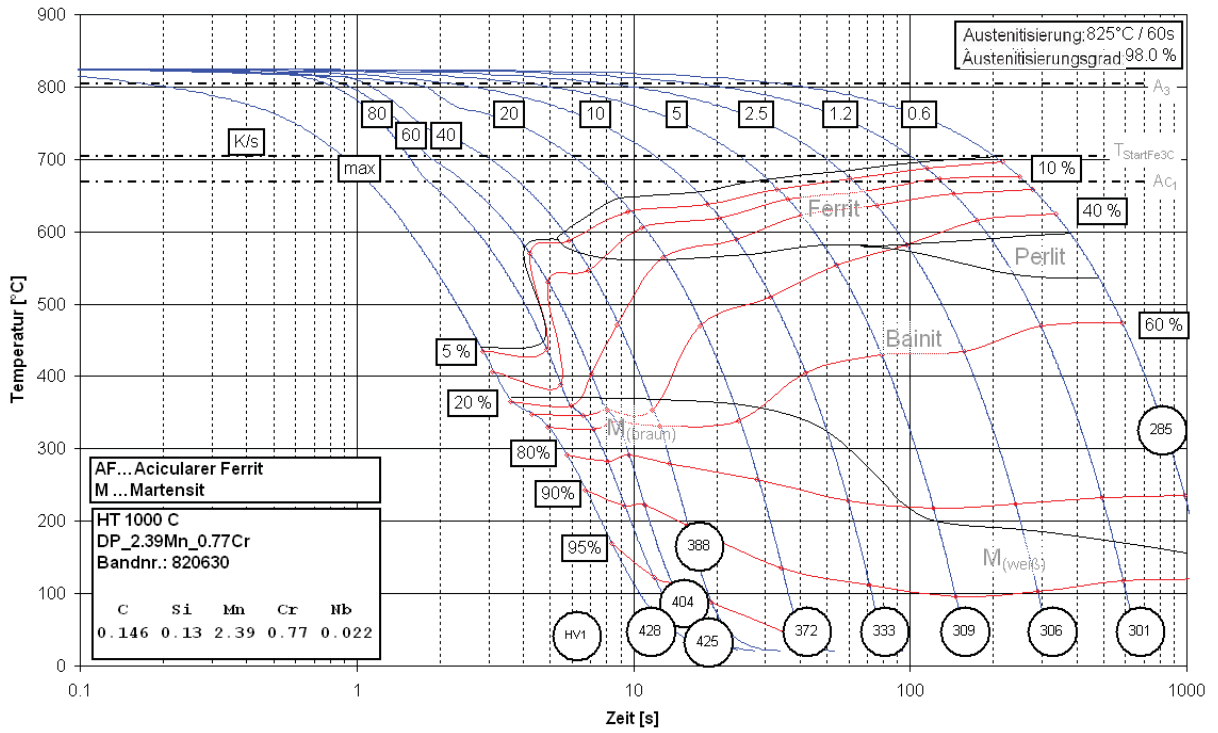 900
800
700
600
500
400
300
200
100
0
Temperatur [°C]
0.1
1
10
100
1000
Zeit [s]
Austenitisierung:825°C / 60s
Austenitisierungsgrad:98.0 %
A3
TStartFe3C
Ac1
K/s
max
80
60
40
20
10
5
2.5
1.2
0.6
10 %
40 %
60 %
5 %
20 %
80%
90%
95%
Ferrit
Perlit
Bainit
M(braun)
M(weiß)
AF...Acicularer Ferrit
M ...Martensit
HT 1000 C
DP_2.39Mn_0.77Cr
Bandnr.: 820630
C Si Mn Cr Nb
0.146 0.13 2.39 0.77 0.022
HV1
428
404
425
388
372
333
309
306
301
285